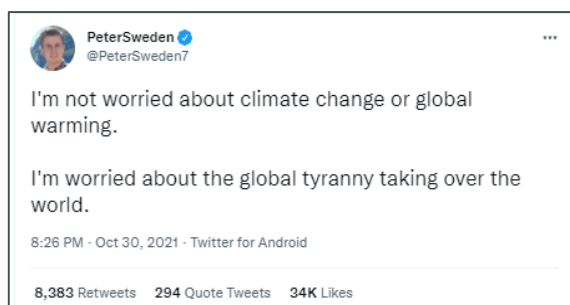 PeterSweden
@PeterSweden7
I'm not worried about climate change or global
warming.
I'm worried about the global tyranny taking over the
world.
8:26 PM · Oct 30, 2021 · Twitter for Android
8,383 Retweets 294 Quote Tweets 34K Likes